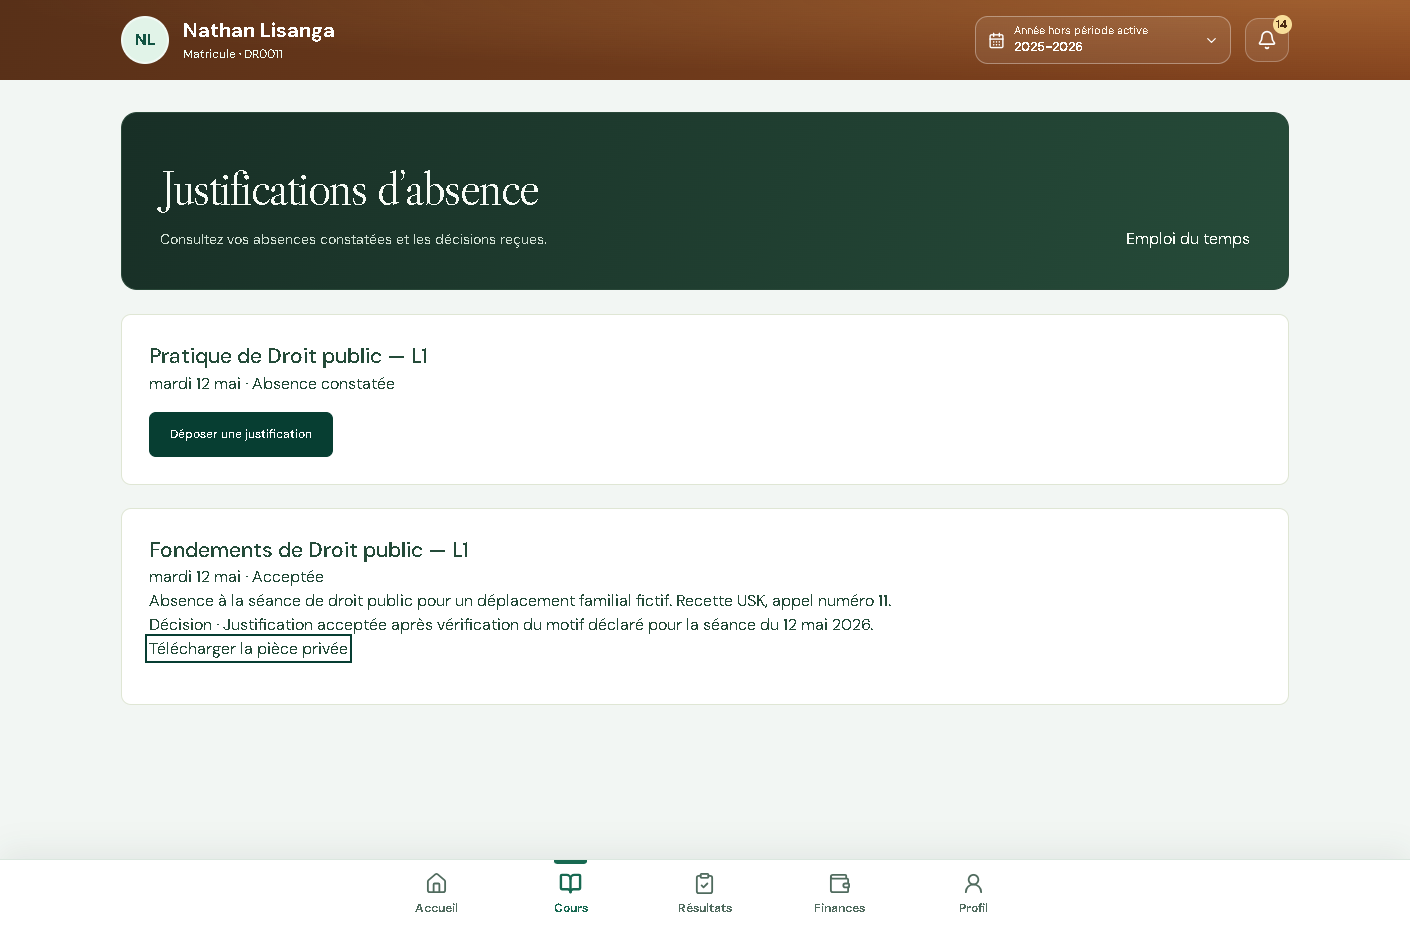 NL
Nathan Lisanga
Matricule · DR0011
Année hors période active
2025–2026
14
Justifications d’absence
Consultez vos absences constatées et les décisions reçues.
Emploi du temps
Pratique de Droit public — L1
mardi 12 mai · Absence constatée
Déposer une justification
Fondements de Droit public — L1
mardi 12 mai · Acceptée
Absence à la séance de droit public pour un déplacement familial fictif. Recette USK, appel numéro 11.
Décision · Justification acceptée après vérification du motif déclaré pour la séance du 12 mai 2026.
Télécharger la pièce privée
Accueil
Cours
Résultats
Finances
Profil